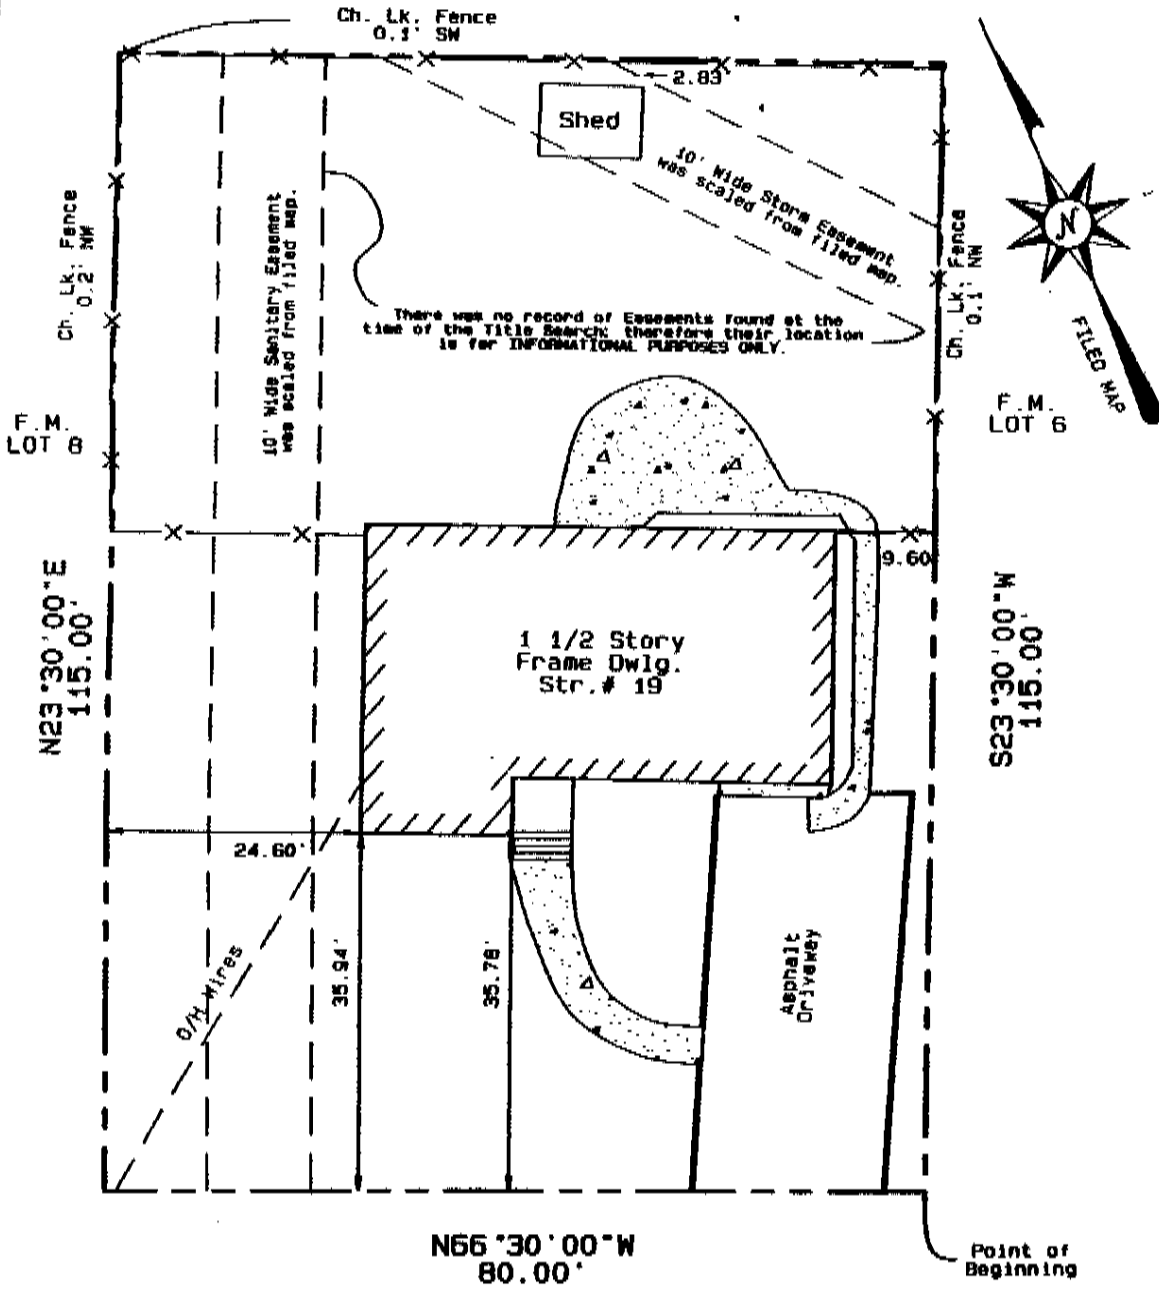 Ch. Lk. Fence
0.1' SW
2.83
Shed
10' Wide Storm Easement
was scaled from filed map.
Ch. Lk. Fence
0.2' NW
10' Wide Sanitary Easement
was scaled from filed map.
N
Ch. Lk. Fence
0.1' NW
There was no record of Easements found at the
time of the Title Search; therefore their location
is for INFORMATIONAL PURPOSES ONLY.
FILED MAP
F.M.
LOT 8
F.M.
LOT 6
9.60
N23°30'00"E
115.00'
1 1/2 Story
Frame Dwlg.
Str.# 19
S23°30'00"W
115.00'
24.60'
O/H Wires
35.94'
35.78'
Asphalt
Driveway
N66°30'00"W
80.00'
Point of
Beginning